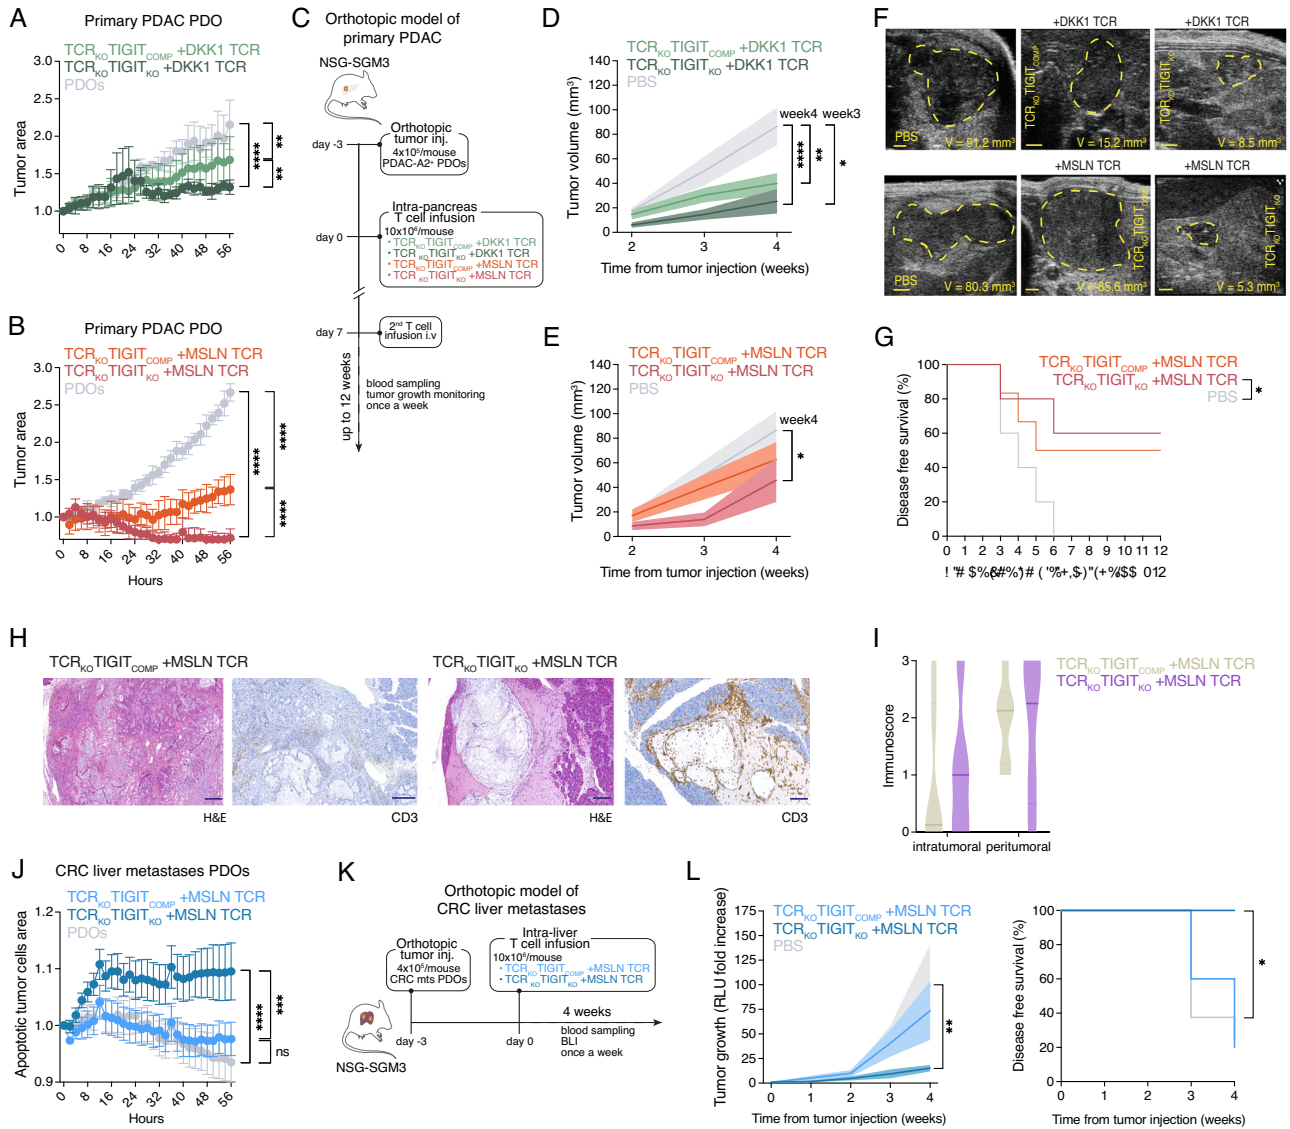 A
Primary PDAC PDO
TCRKOTIGITCOMP +DKK1 TCR
TCRKOTIGITKO +DKK1 TCR
PDOs
Tumor area
3.0
2.5
2.0
1.5
1.0
0 8 16 24 32 40 48 56
**** ** **
B
Primary PDAC PDO
TCRKOTIGITCOMP +MSLN TCR
TCRKOTIGITKO +MSLN TCR
PDOs
Tumor area
3.0
2.5
2.0
1.5
1.0
0 8 16 24 32 40 48 56
Hours
**** **** ****
C
Orthotopic model of
primary PDAC
NSG-SGM3
day -3
Orthotopic
tumor inj.
4x10⁵/mouse
PDAC-A2⁺ PDOs
day 0
Intra-pancreas
T cell infusion
10x10⁶/mouse
• TCRKOTIGITCOMP +DKK1 TCR
• TCRKOTIGITKO +DKK1 TCR
• TCRKOTIGITCOMP +MSLN TCR
• TCRKOTIGITKO +MSLN TCR
day 7
2nd T cell
infusion i.v
up to 12 weeks
blood sampling
tumor growth monitoring
once a week
D
TCRKOTIGITCOMP +DKK1 TCR
TCRKOTIGITKO +DKK1 TCR
PBS
Tumor volume (mm³)
140
120
100
80
60
40
20
0
2 3 4
week4 week3
**** ** *
Time from tumor injection (weeks)
E
TCRKOTIGITCOMP +MSLN TCR
TCRKOTIGITKO +MSLN TCR
PBS
Tumor volume (mm³)
140
120
100
80
60
40
20
0
2 3 4
week4
*
Time from tumor injection (weeks)
F
+DKK1 TCR
+DKK1 TCR
PBS
V = 91.2 mm³
TCRKOTIGITCOMP
V = 15.2 mm³
TCRKOTIGITKO
V = 8.5 mm³
+MSLN TCR
+MSLN TCR
PBS
V = 80.3 mm³
TCRKOTIGITCOMP
V = 85.6 mm³
TCRKOTIGITKO
V = 5.3 mm³
G
TCRKOTIGITCOMP +MSLN TCR
TCRKOTIGITKO +MSLN TCR
PBS
*
Disease free survival (%)
100
80
60
40
20
0
0 1 2 3 4 5 6 7 8 9 10 11 12
H
TCRKOTIGITCOMP +MSLN TCR
TCRKOTIGITKO +MSLN TCR
H&E
CD3
H&E
CD3
I
TCRKOTIGITCOMP +MSLN TCR
TCRKOTIGITKO +MSLN TCR
Immunoscore
3
2
1
0
intratumoral peritumoral
J
CRC liver metastases PDOs
TCRKOTIGITCOMP +MSLN TCR
TCRKOTIGITKO +MSLN TCR
PDOs
Apoptotic tumor cells area
1.2
1.1
1.0
0.9
0 8 16 24 32 40 48 56
Hours
**** *** ns
K
Orthotopic model of
CRC liver metastases
Orthotopic
tumor inj.
4x10⁵/mouse
CRC mts PDOs
Intra-liver
T cell infusion
10x10⁶/mouse
• TCRKOTIGITCOMP +MSLN TCR
• TCRKOTIGITKO +MSLN TCR
4 weeks
day -3
day 0
blood sampling
BLI
once a week
NSG-SGM3
L
TCRKOTIGITCOMP +MSLN TCR
TCRKOTIGITKO +MSLN TCR
PBS
Tumor growth (RLU fold increase)
175
150
125
100
75
50
25
0
0 1 2 3 4
**
Time from tumor injection (weeks)
Disease free survival (%)
100
80
60
40
20
0
0 1 2 3 4
*
Time from tumor injection (weeks)